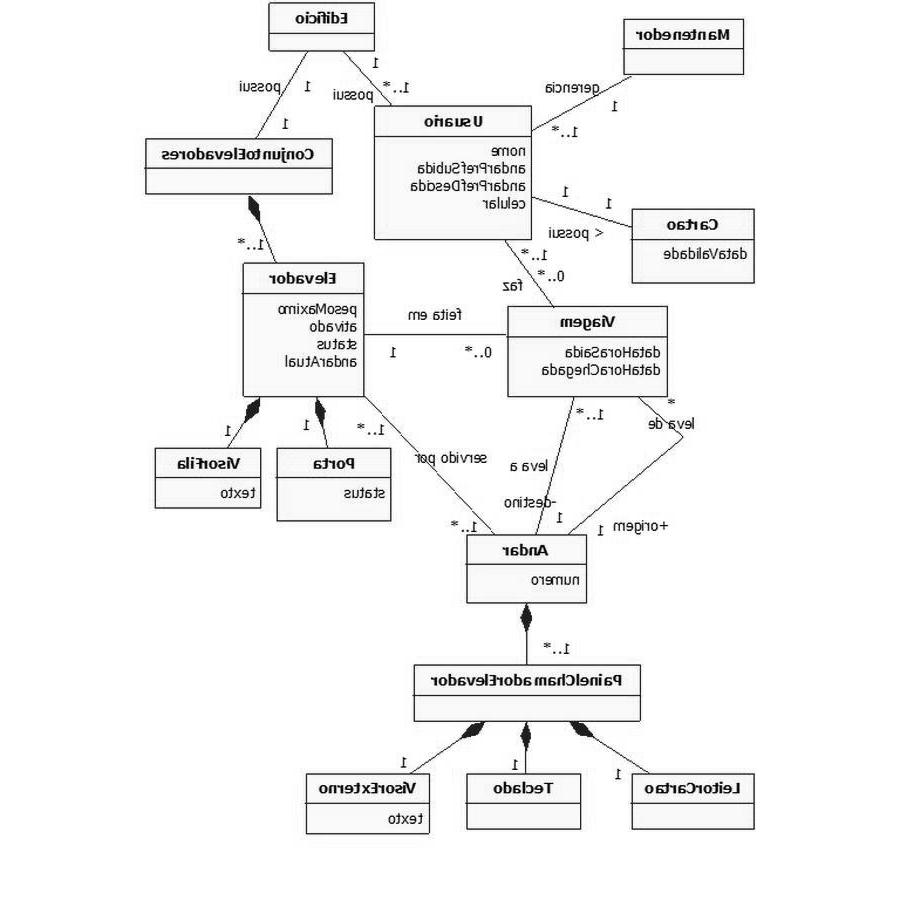 Edificio
Mantenedor
1
possui
1
possui
1..*
gerencia
1
1
1..*
Usuario
ConjuntoElevadores
nome
andarPrefSubida
andarPrefDescida
celular
1
1
Cartao
< possui
dataValidade
1..*
1..*
0..*
faz
Elevador
pesoMaximo
ativado
status
andarAtual
feita em
1
0..*
Viagem
dataHoraSaida
dataHoraChegada
*
1..*
leva de
1
1
1..*
VisorFila
texto
Porta
status
servido por
leva a
-destino
1
1..*
1
+origem
Andar
numero
1..*
PainelChamadorElevador
1
1
1
VisorExterno
texto
Teclado
LeitorCartao